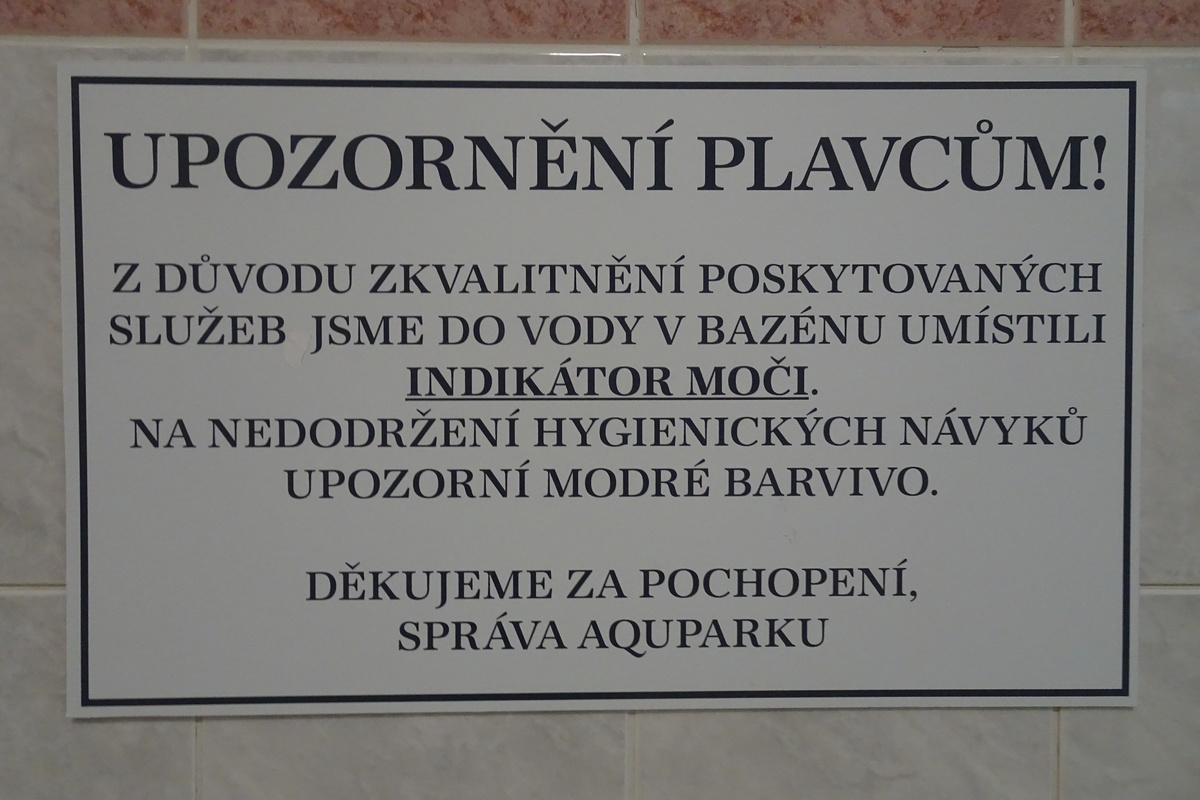 UPOZORNĚNÍ PLAVCŮM!
Z DŮVODU ZKVALITNĚNÍ POSKYTOVANÝCH
SLUŽEB JSME DO VODY V BAZÉNU UMÍSTILI
INDIKÁTOR MOČI.
NA NEDODRŽENÍ HYGIENICKÝCH NÁVYKŮ
UPOZORNÍ MODRÉ BARVIVO.
DĚKUJEME ZA POCHOPENÍ,
SPRÁVA AQUPARKU